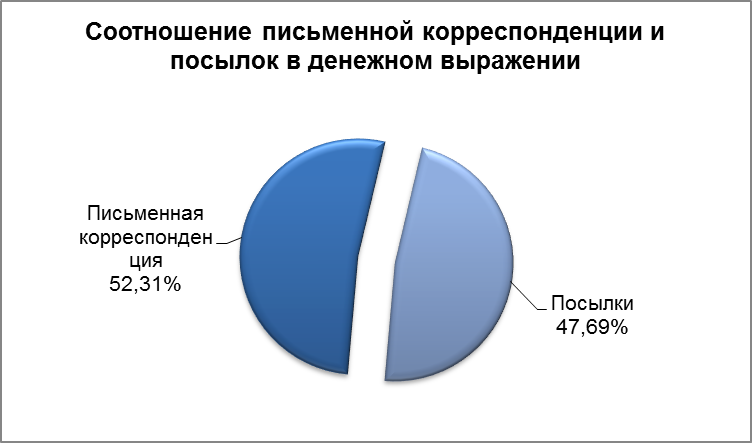 Соотношение письменной корреспонденции и
посылок в денежном выражении
Письменная
корреспонден
ция
52,31%
Посылки
47,69%